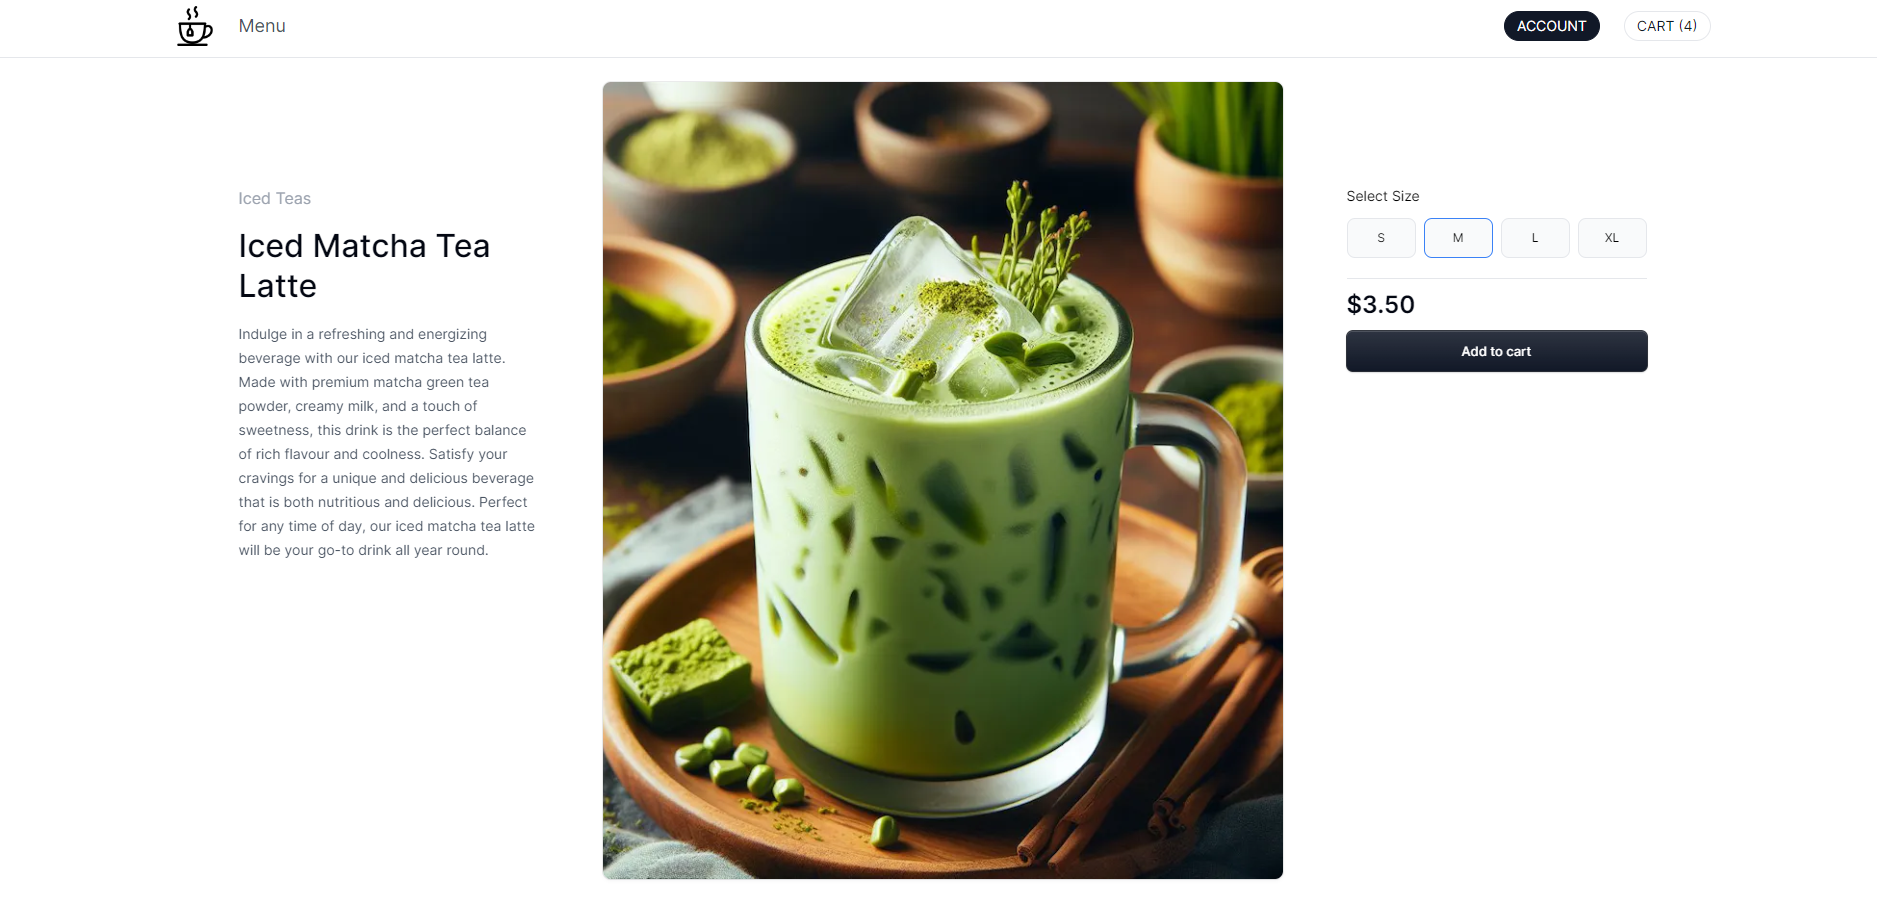 Menu
ACCOUNT
CART (4)
Iced Teas
Iced Matcha Tea
Latte
Indulge in a refreshing and energizing
beverage with our iced matcha tea latte.
Made with premium matcha green tea
powder, creamy milk, and a touch of
sweetness, this drink is the perfect balance
of rich flavour and coolness. Satisfy your
cravings for a unique and delicious beverage
that is both nutritious and delicious. Perfect
for any time of day, our iced matcha tea latte
will be your go-to drink all year round.
Select Size
S
M
L
XL
$3.50
Add to cart